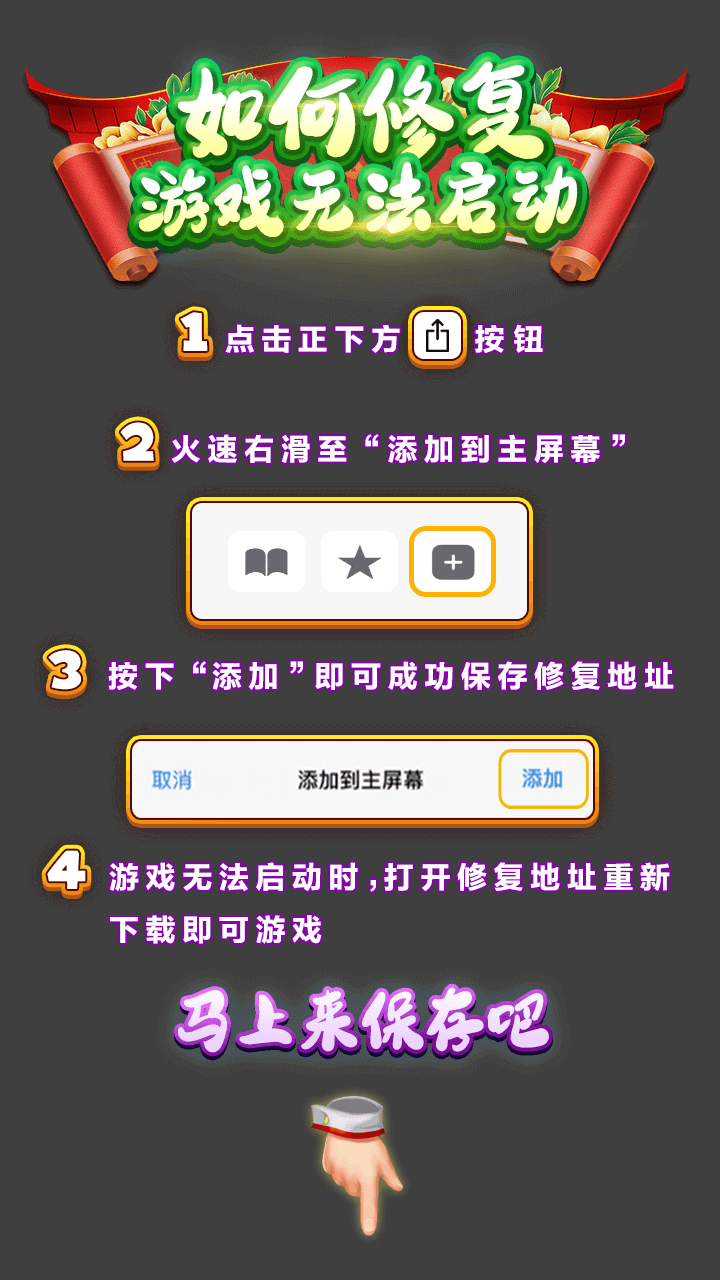 如何修复
游戏无法启动
1 点击正下方 按钮
2 火速右滑至“添加到主屏幕”
3 按下“添加”即可成功保存修复地址
取消 添加到主屏幕 添加
4 游戏无法启动时,打开修复地址重新
下载即可游戏
马上来保存吧